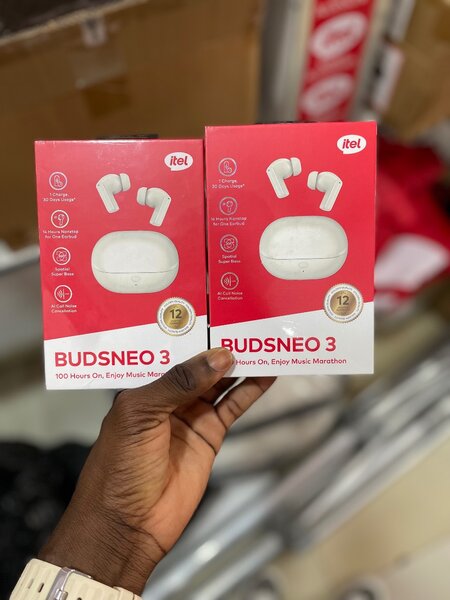 itel
1 Charge,
30 Days Usage*
14 Hours Nonstop
for One Earbud
Spatial
Super Bass
AI Call Noise
Cancellation
12
BUDSNEO 3
100 Hours On, Enjoy Music
itel
1 Charge,
30 Days Usage*
14 Hours Nonstop
for One Earbud
Spatial
Super Bass
AI Call Noise
Cancellation
12
BUDSNEO 3
Hours On, Enjoy Music Marathon